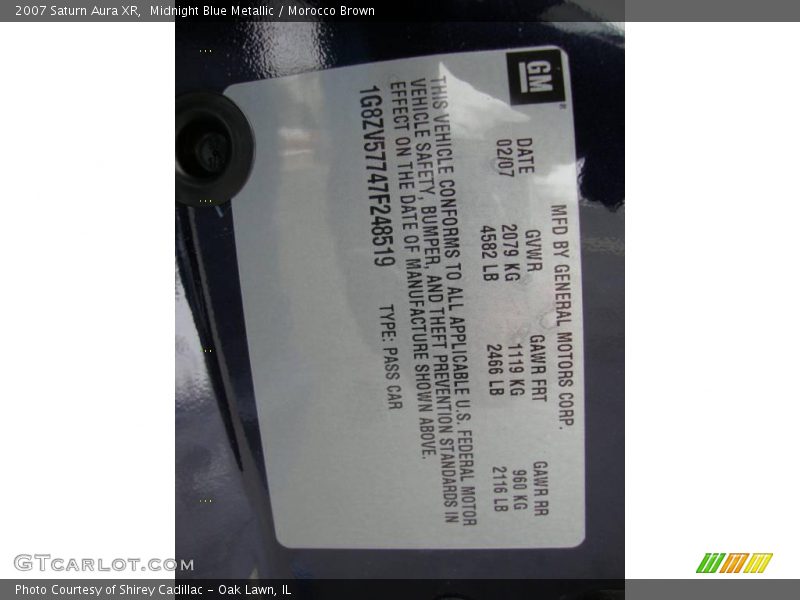 2007 Saturn Aura XR,  Midnight Blue Metallic / Morocco Brown
GM
MFD BY GENERAL MOTORS CORP.
DATE GVWR GAWR FRT GAWR RR
02/07 2079 KG 1119 KG 960 KG
4582 LB 2466 LB 2116 LB
THIS VEHICLE CONFORMS TO ALL APPLICABLE U.S. FEDERAL MOTOR
VEHICLE SAFETY, BUMPER, AND THEFT PREVENTION STANDARDS IN
EFFECT ON THE DATE OF MANUFACTURE SHOWN ABOVE.
1G8ZV57747F248519 TYPE: PASS CAR
GTCARLOT.COM
Photo Courtesy of Shirey Cadillac - Oak Lawn, IL